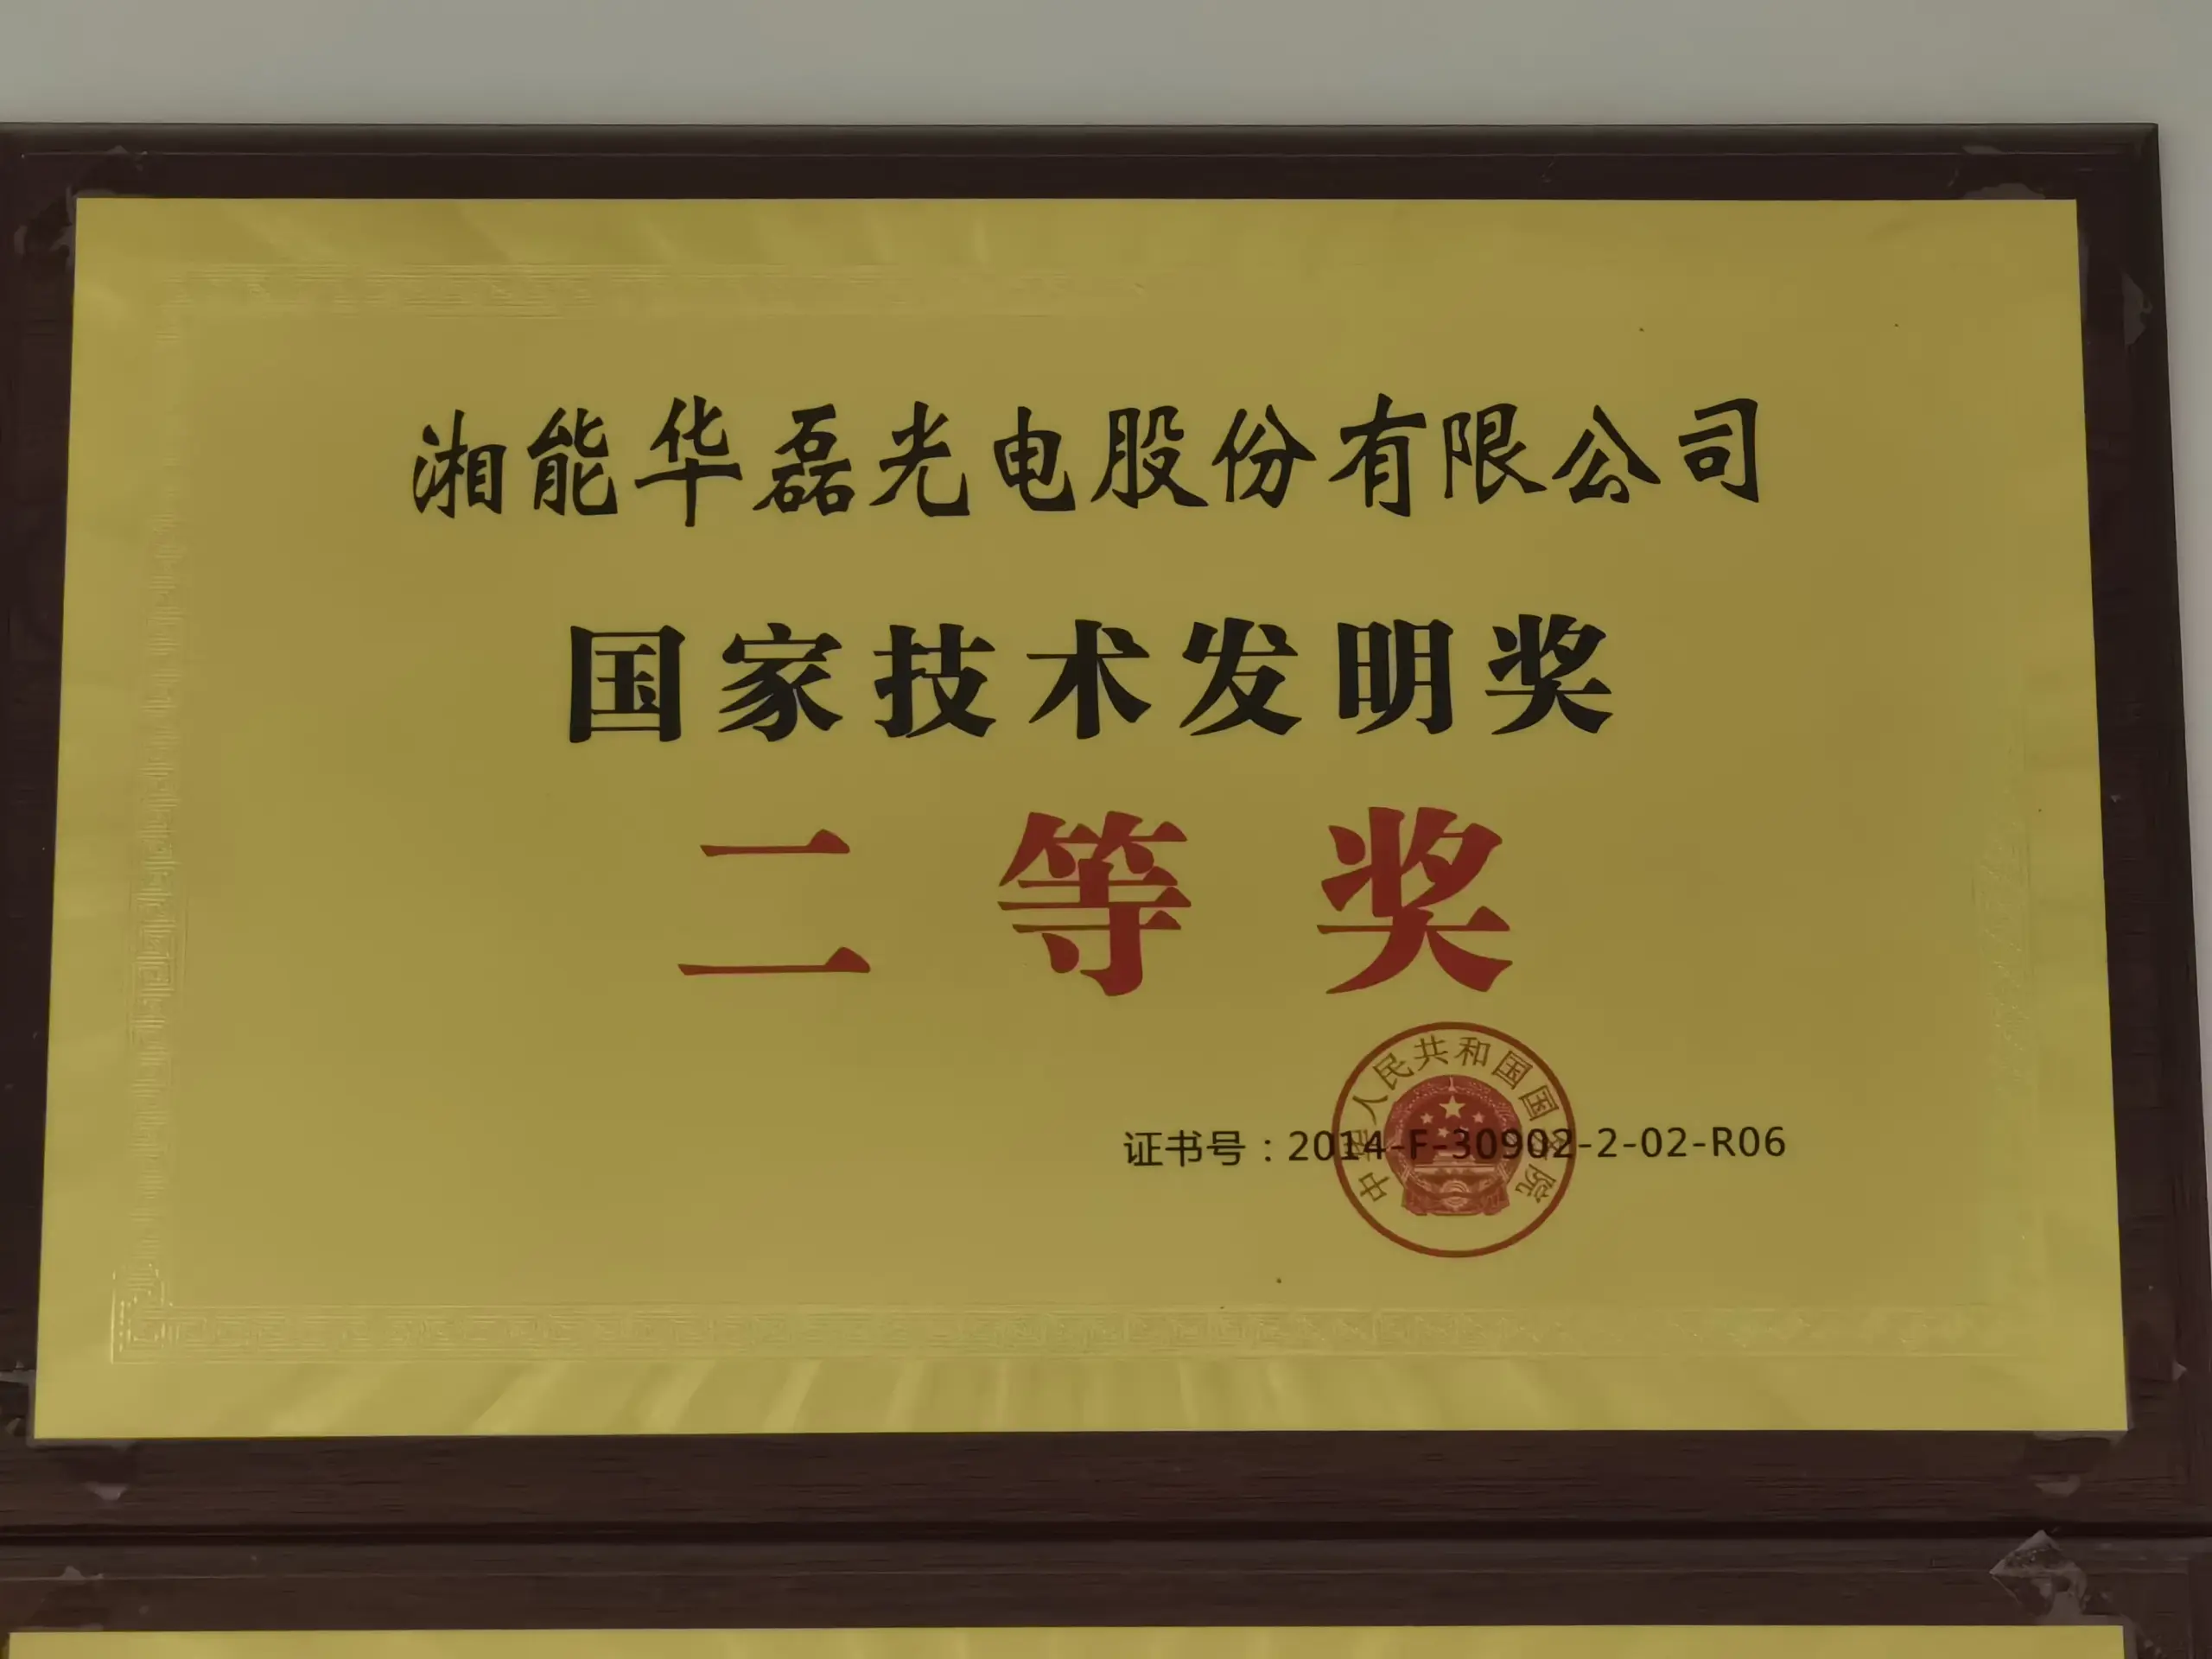 湘能华磊光电股份有限公司
国家技术发明奖
二等奖
中华人民共和国国务院
证书号：2014-F-30902-2-02-R06